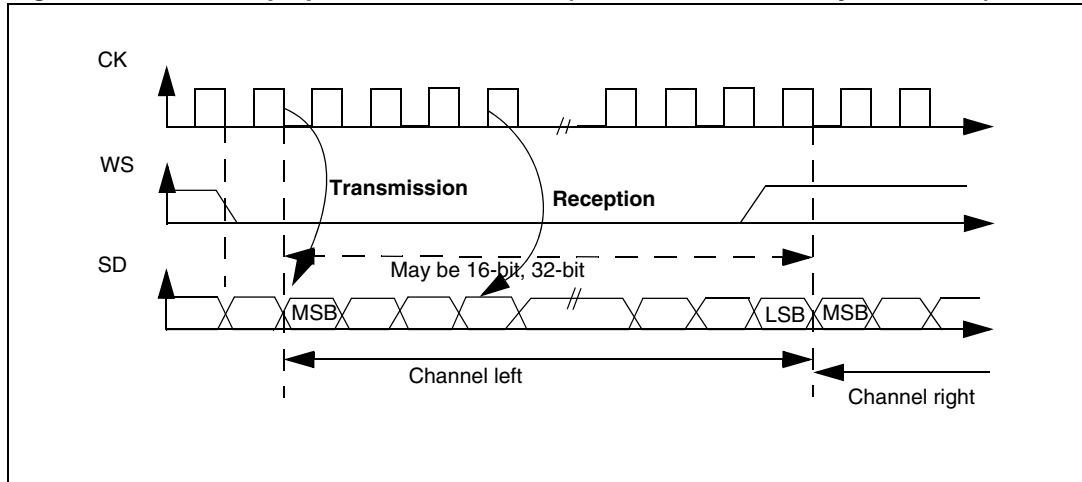 CK
WS
Transmission
Reception
SD
May be 16-bit, 32-bit
MSB
LSB
MSB
Channel left
Channel right